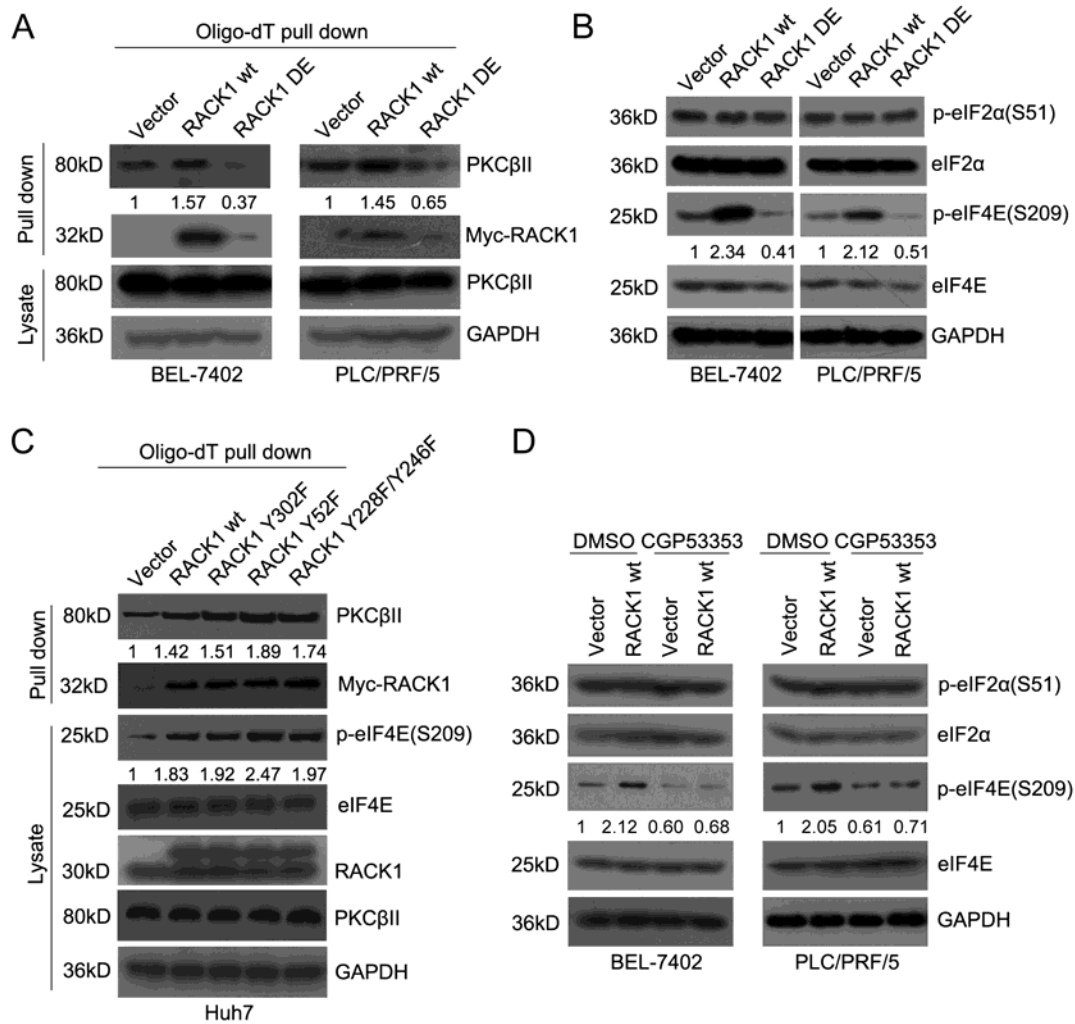 A
Oligo-dT pull down
Vector RACK1 wt RACK1 DE Vector RACK1 wt RACK1 DE
Pull down
80kD PKCβII
1 1.57 0.37 1 1.45 0.65
32kD Myc-RACK1
Lysate
80kD PKCβII
36kD GAPDH
BEL-7402 PLC/PRF/5
B
Vector RACK1 wt RACK1 DE Vector RACK1 wt RACK1 DE
36kD p-eIF2α(S51)
36kD eIF2α
25kD p-eIF4E(S209)
1 2.34 0.41 1 2.12 0.51
25kD eIF4E
36kD GAPDH
BEL-7402 PLC/PRF/5
C
Oligo-dT pull down
Vector RACK1 wt RACK1 Y302F RACK1 Y52F RACK1 Y228F/Y246F
Pull down
80kD PKCβII
1 1.42 1.51 1.89 1.74
32kD Myc-RACK1
Lysate
25kD p-eIF4E(S209)
1 1.83 1.92 2.47 1.97
25kD eIF4E
30kD RACK1
80kD PKCβII
36kD GAPDH
Huh7
D
DMSO CGP53353 DMSO CGP53353
Vector RACK1 wt Vector RACK1 wt Vector RACK1 wt Vector RACK1 wt
36kD p-eIF2α(S51)
36kD eIF2α
25kD p-eIF4E(S209)
1 2.12 0.60 0.68 1 2.05 0.61 0.71
25kD eIF4E
36kD GAPDH
BEL-7402 PLC/PRF/5